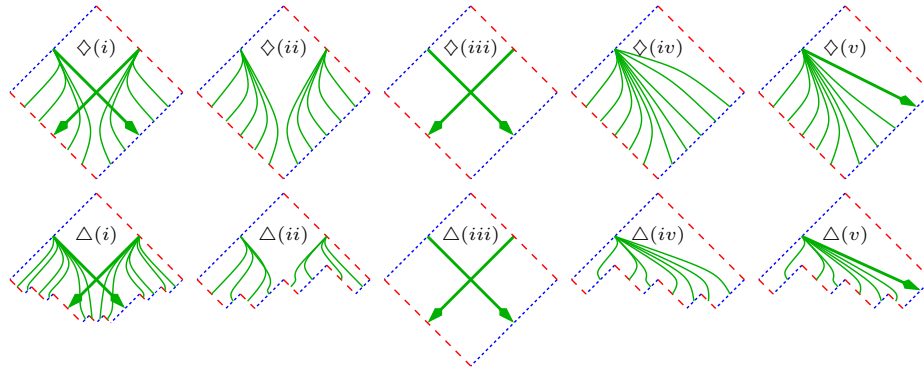 ◇(i) ◇(ii) ◇(iii) ◇(iv) ◇(v)
△(i) △(ii) △(iii) △(iv) △(v)